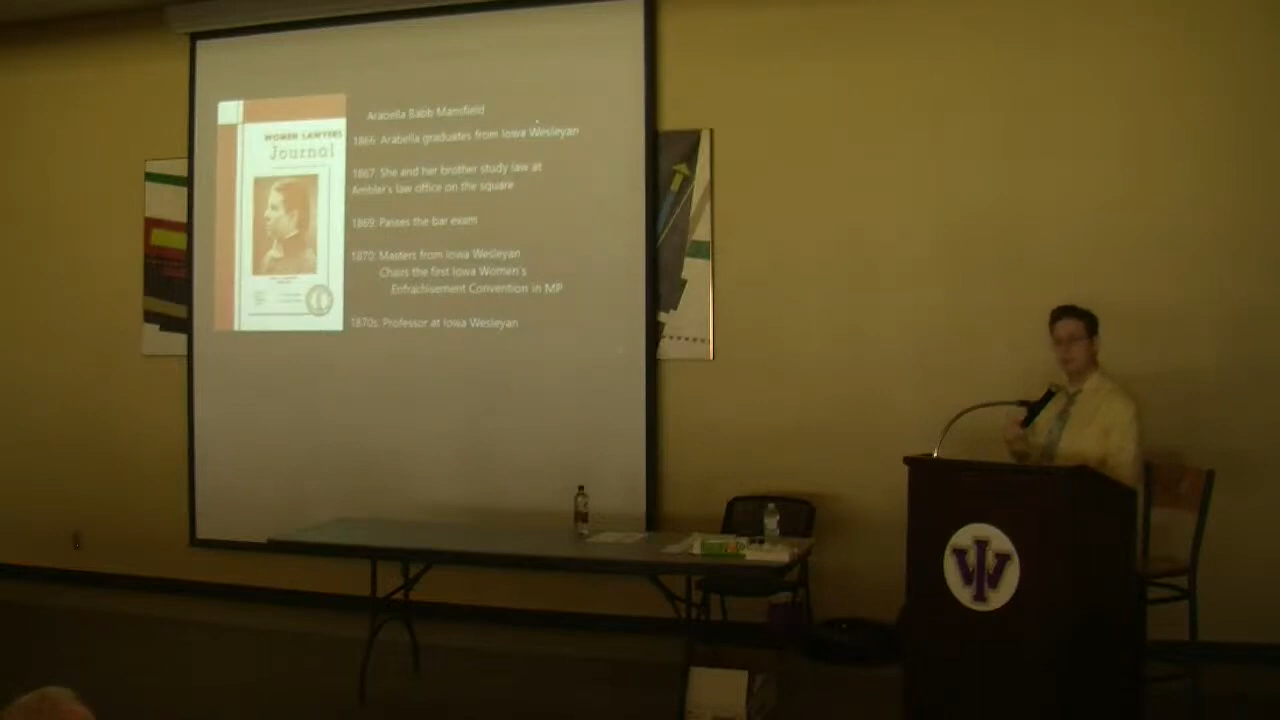 WOMEN LAWYERS
Journal
Arabella Babb Mansfield
1866: Arabella graduates from Iowa Wesleyan
1867: She and her brother study law at
Ambler's law office on the square
1869: Passes the bar exam
1870: Masters from Iowa Wesleyan
Chairs the first Iowa Women's
Enfrachisement Convention in MP
1870s: Professor at Iowa Wesleyan
IW